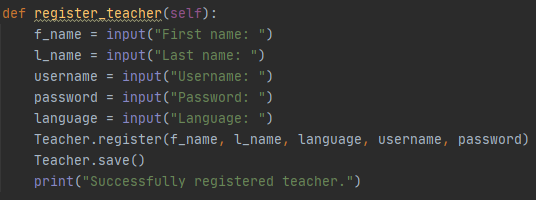 def register_teacher(self):
    f_name = input("First name: ")
    l_name = input("Last name: ")
    username = input("Username: ")
    password = input("Password: ")
    language = input("Language: ")
    Teacher.register(f_name, l_name, language, username, password)
    Teacher.save()
    print("Successfully registered teacher.")